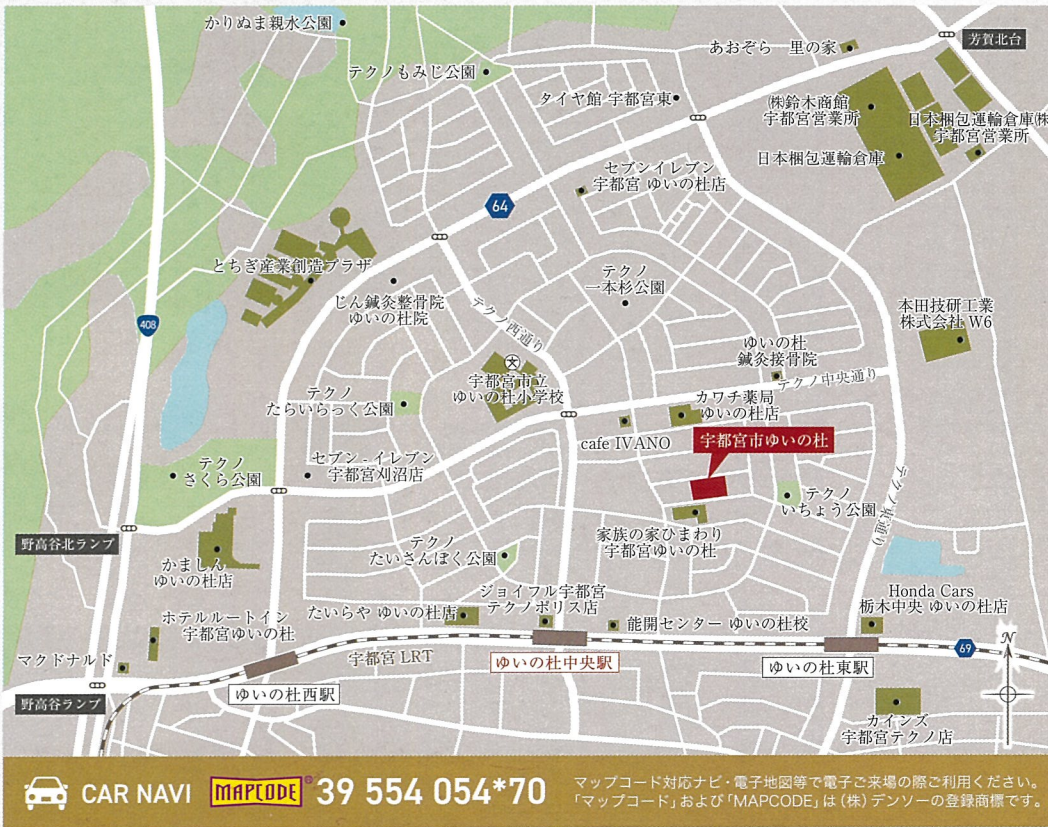 かりぬま親水公園
芳賀北台
あおぞら 里の家
テクノもみじ公園
タイヤ館 宇都宮東
㈱鈴木商館
宇都宮営業所
日本梱包運輸倉庫㈱
宇都宮営業所
日本梱包運輸倉庫
セブンイレブン
宇都宮 ゆいの杜店
64
とちぎ産業創造プラザ
じん鍼灸整骨院
ゆいの杜院
テクノ
一本杉公園
テクノ西通り
408
本田技研工業
株式会社 W6
ゆいの杜
鍼灸接骨院
テクノ中央通り
文
宇都宮市立
ゆいの杜小学校
テクノ
たらいらっく公園
カワチ薬局
ゆいの杜店
cafe IVANO
宇都宮市ゆいの杜
テクノ
さくら公園
セブン-イレブン
宇都宮刈沼店
テクノ
いちょう公園
テクノ東通り
野高谷北ランプ
かましん
ゆいの杜店
テクノ
たいさんぼく公園
家族の家ひまわり
宇都宮ゆいの杜
ホテルルートイン
宇都宮ゆいの杜
たいらや ゆいの杜店
ジョイフル宇都宮
テクノポリス店
能開センター ゆいの杜校
Honda Cars
栃木中央 ゆいの杜店
マクドナルド
宇都宮 LRT
ゆいの杜中央駅
ゆいの杜東駅
69
N
ゆいの杜西駅
野高谷ランプ
カインズ
宇都宮テクノ店
CAR NAVI MAPCODE® 39 554 054*70
マップコード対応ナビ・電子地図等で電子ご来場の際ご利用ください。
「マップコード」および「MAPCODE」は(株)デンソーの登録商標です。